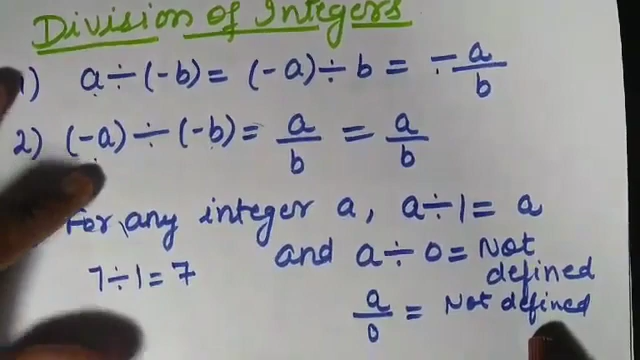 Division of Integers
1) a ÷ (-b) = (-a) ÷ b = -a/b
2) (-a) ÷ (-b) = a/b = a/b
For any integer a, a ÷ 1 = a
7 ÷ 1 = 7
and a ÷ 0 = Not defined
a/0 = Not defined